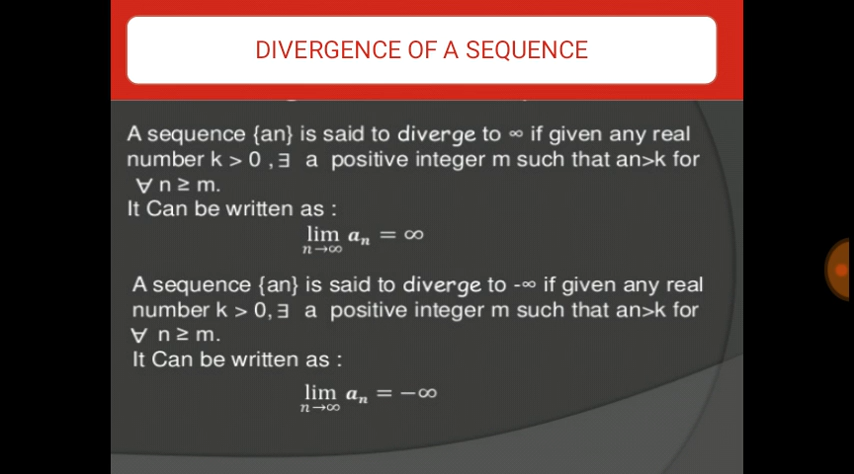 DIVERGENCE OF A SEQUENCE
A sequence {an} is said to diverge to ∞ if given any real
number k > 0 ,∃ a positive integer m such that an>k for
∀ n ≥ m.
It Can be written as :
lim aₙ = ∞
n→∞
A sequence {an} is said to diverge to -∞ if given any real
number k > 0,∃ a positive integer m such that an>k for
∀ n ≥ m.
It Can be written as :
lim aₙ = −∞
n→∞